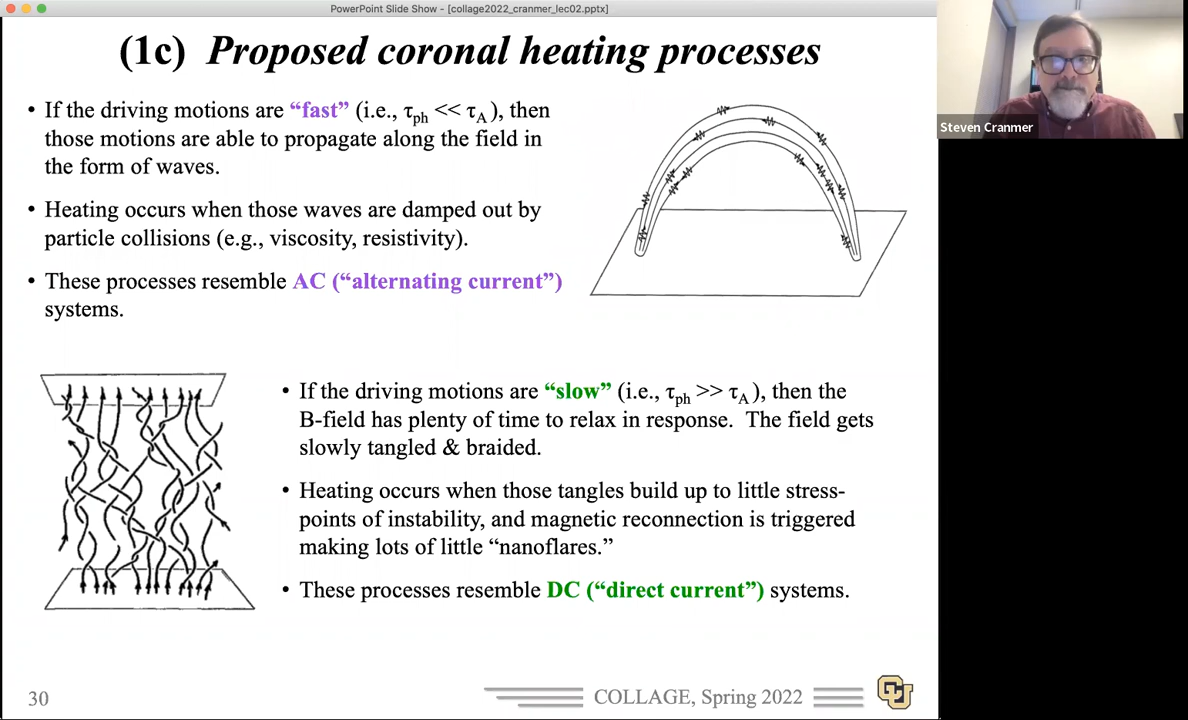 PowerPoint Slide Show - [collage2022_cranmer_lec02.pptx]
(1c) Proposed coronal heating processes
• If the driving motions are “fast” (i.e., τph << τA), then
those motions are able to propagate along the field in
the form of waves.
• Heating occurs when those waves are damped out by
particle collisions (e.g., viscosity, resistivity).
• These processes resemble AC (“alternating current”)
systems.
• If the driving motions are “slow” (i.e., τph >> τA), then the
B-field has plenty of time to relax in response.  The field gets
slowly tangled & braided.
• Heating occurs when those tangles build up to little stress-
points of instability, and magnetic reconnection is triggered
making lots of little “nanoflares.”
• These processes resemble DC (“direct current”) systems.
30
COLLAGE, Spring 2022
CU
Steven Cranmer